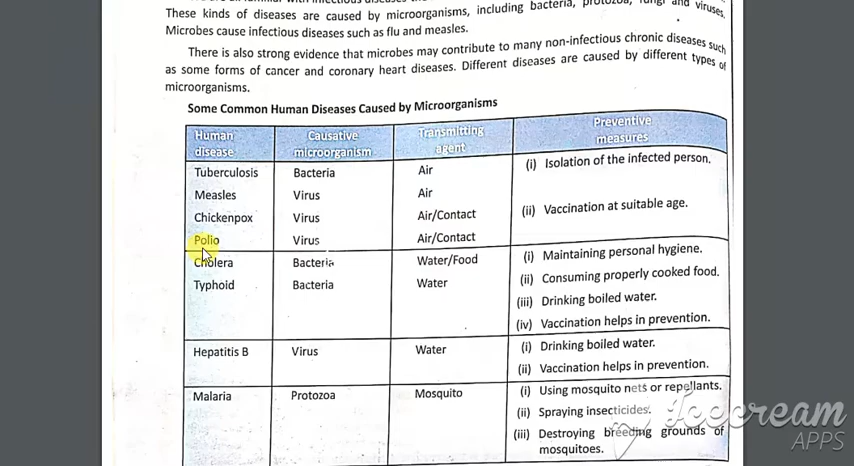 These kinds of diseases are caused by microorganisms, including bacteria, protozoa, fungi and viruses.
Microbes cause infectious diseases such as flu and measles.
There is also strong evidence that microbes may contribute to many non-infectious chronic diseases such
as some forms of cancer and coronary heart diseases. Different diseases are caused by different types of
microorganisms.
Some Common Human Diseases Caused by Microorganisms
Human disease Causative microorganism Transmitting agent Preventive measures
Tuberculosis Bacteria Air (i) Isolation of the infected person.
Measles Virus Air
Chickenpox Virus Air/Contact (ii) Vaccination at suitable age.
Polio Virus Air/Contact
Cholera Bacteria Water/Food (i) Maintaining personal hygiene.
Typhoid Bacteria Water (ii) Consuming properly cooked food.
(iii) Drinking boiled water.
(iv) Vaccination helps in prevention.
Hepatitis B Virus Water (i) Drinking boiled water.
(ii) Vaccination helps in prevention.
Malaria Protozoa Mosquito (i) Using mosquito nets or repellants.
(ii) Spraying insecticides.
(iii) Destroying breeding grounds of
mosquitoes.
Icecream
APPS